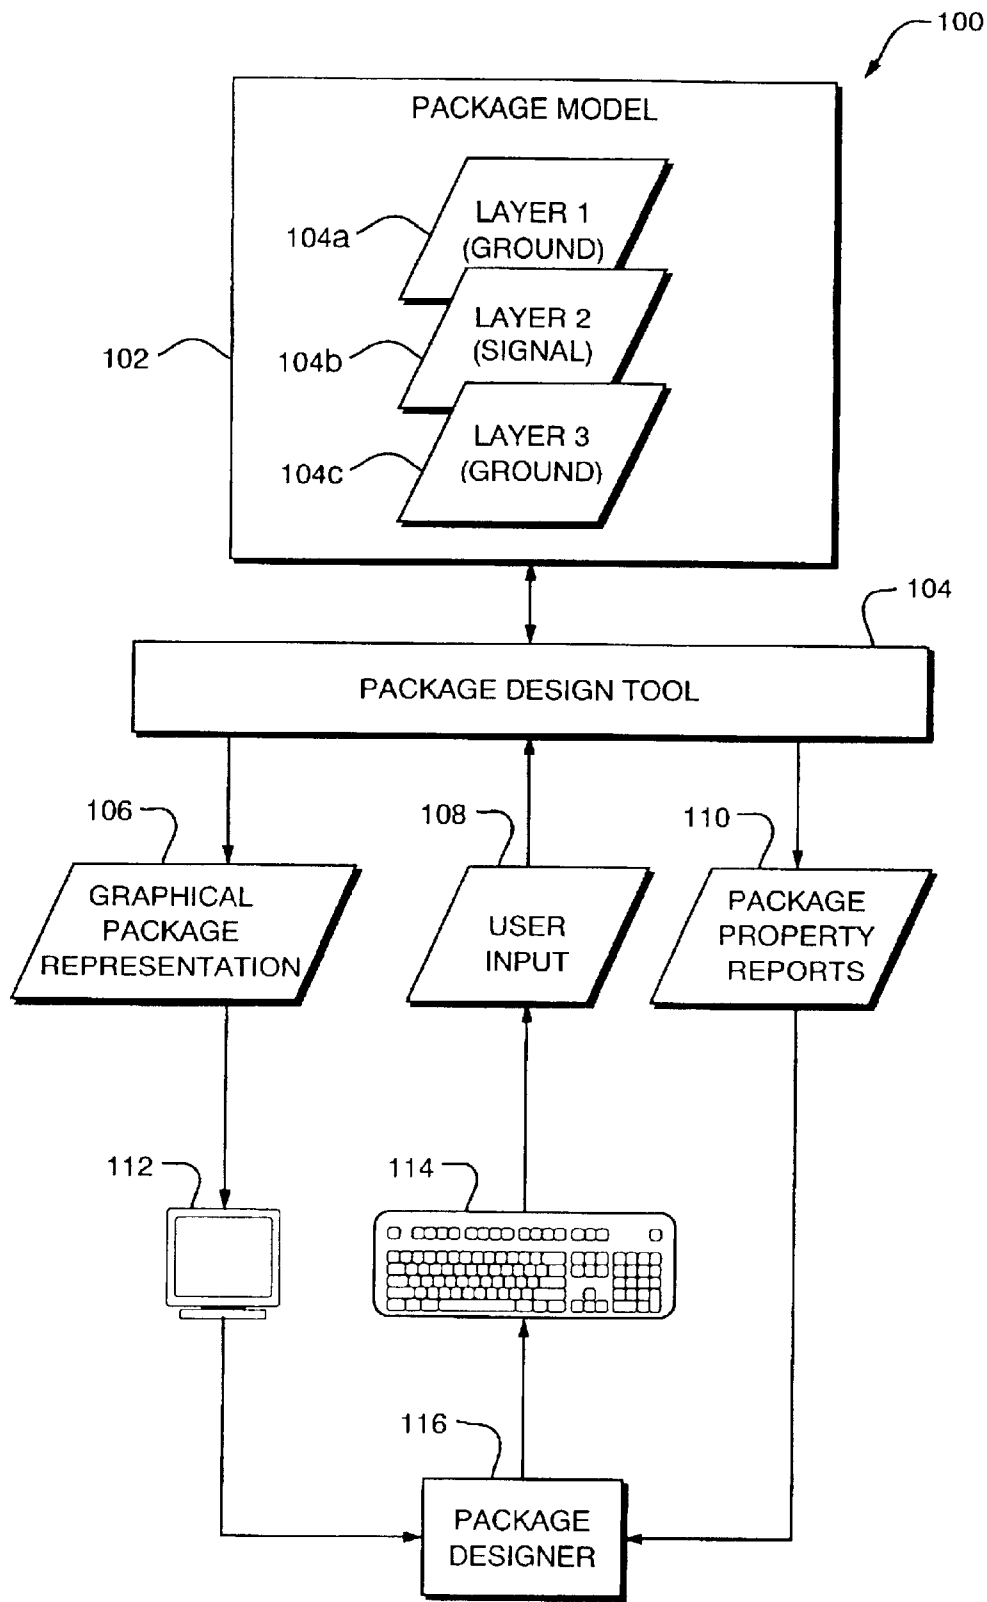 100
PACKAGE MODEL
104a
LAYER 1
(GROUND)
102
104b
LAYER 2
(SIGNAL)
104c
LAYER 3
(GROUND)
104
PACKAGE DESIGN TOOL
106
GRAPHICAL
PACKAGE
REPRESENTATION
108
USER
INPUT
110
PACKAGE
PROPERTY
REPORTS
112
114
116
PACKAGE
DESIGNER